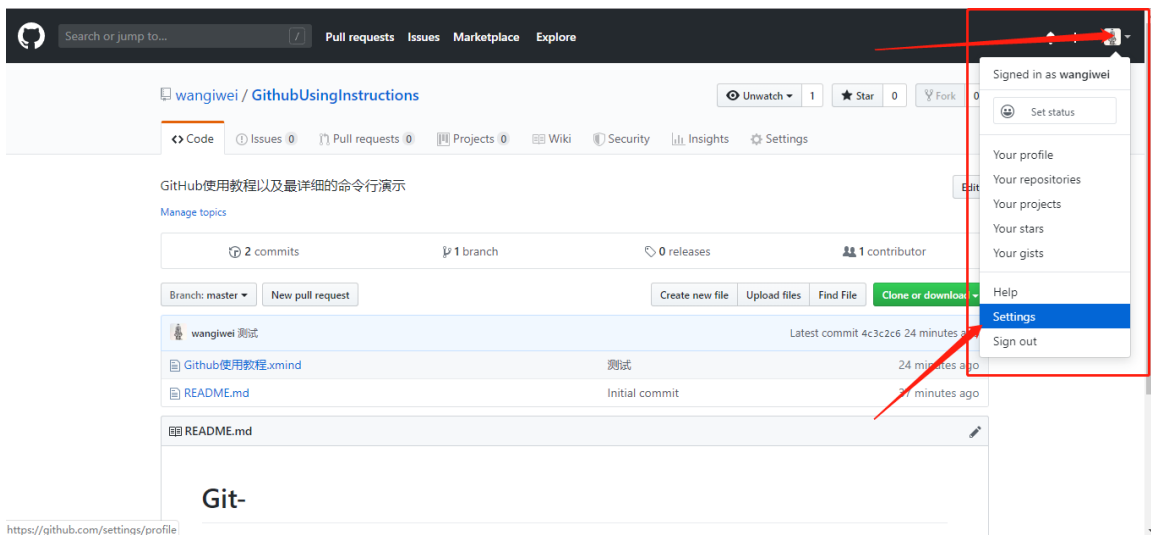 Search or jump to... / Pull requests Issues Marketplace Explore
Signed in as wangiwei
Set status
Your profile
Your repositories
Your projects
Your stars
Your gists
Help
Settings
Sign out
wangiwei / GithubUsingInstructions Unwatch 1 Star 0 Fork 0
Code Issues 0 Pull requests 0 Projects 0 Wiki Security Insights Settings
GitHub使用教程以及最详细的命令行演示 Edit
Manage topics
2 commits 1 branch 0 releases 1 contributor
Branch: master New pull request Create new file Upload files Find File Clone or download
wangiwei 测试 Latest commit 4c3c2c6 24 minutes
Github使用教程.xmind 测试 24 minutes ago
README.md Initial commit minutes ago
README.md
Git-
https://github.com/settings/profile